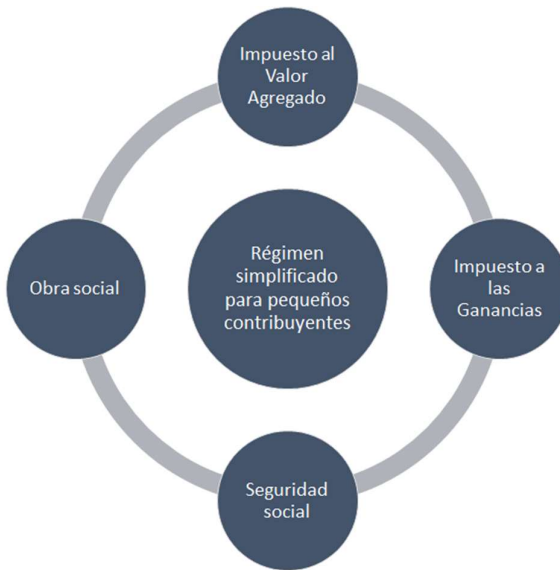 Impuesto al
Valor
Agregado
Obra social
Régimen
simplificado
para pequeños
contribuyentes
Impuesto a
las
Ganancias
Seguridad
social